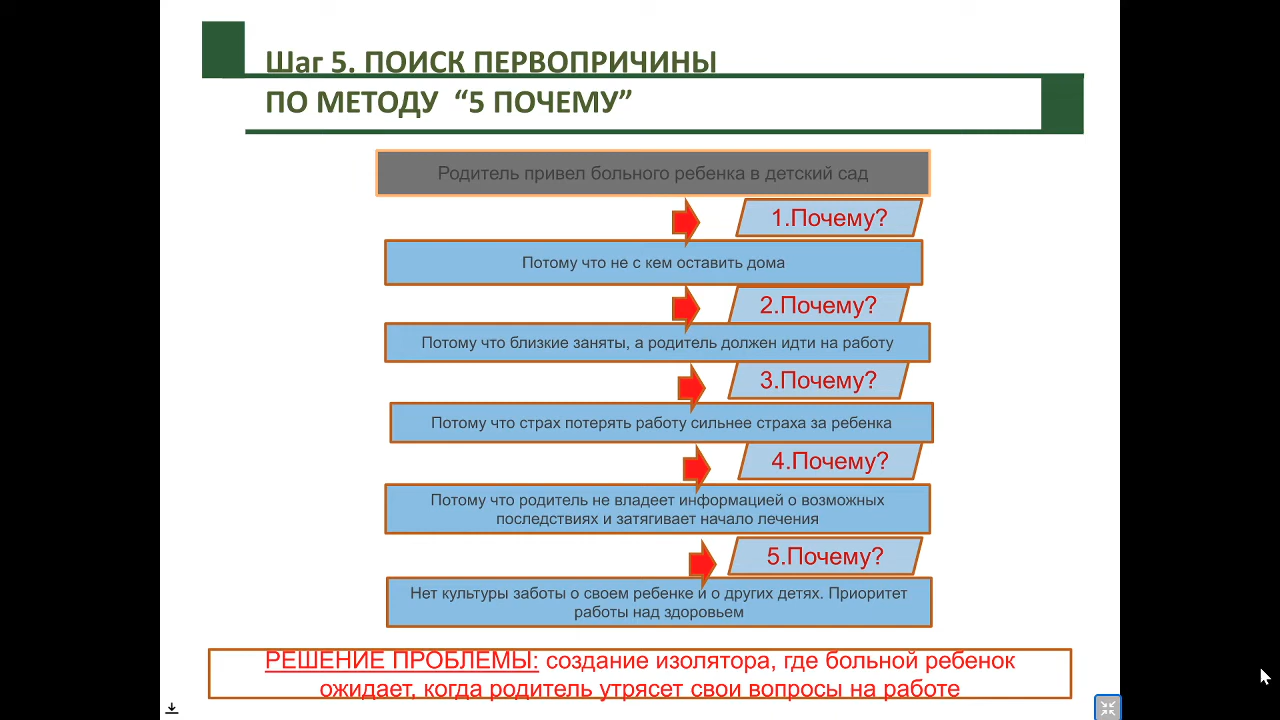 Шаг 5. ПОИСК ПЕРВОПРИЧИНЫ
ПО МЕТОДУ “5 ПОЧЕМУ”
Родитель привел больного ребенка в детский сад
1.Почему?
Потому что не с кем оставить дома
2.Почему?
Потому что близкие заняты, а родитель должен идти на работу
3.Почему?
Потому что страх потерять работу сильнее страха за ребенка
4.Почему?
Потому что родитель не владеет информацией о возможных
последствиях и затягивает начало лечения
5.Почему?
Нет культуры заботы о своем ребенке и о других детях. Приоритет
работы над здоровьем
РЕШЕНИЕ ПРОБЛЕМЫ: создание изолятора, где больной ребенок
ожидает, когда родитель утрясет свои вопросы на работе